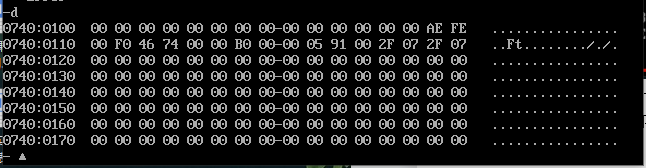 -d
0740:0100  00 00 00 00 00 00 00 00-00 00 00 00 00 00 AE FE   ................
0740:0110  00 F0 46 74 00 00 B0 00-00 05 91 00 2F 07 2F 07   ..Ft......../././
0740:0120  00 00 00 00 00 00 00 00-00 00 00 00 00 00 00 00   ................
0740:0130  00 00 00 00 00 00 00 00-00 00 00 00 00 00 00 00   ................
0740:0140  00 00 00 00 00 00 00 00-00 00 00 00 00 00 00 00   ................
0740:0150  00 00 00 00 00 00 00 00-00 00 00 00 00 00 00 00   ................
0740:0160  00 00 00 00 00 00 00 00-00 00 00 00 00 00 00 00   ................
0740:0170  00 00 00 00 00 00 00 00-00 00 00 00 00 00 00 00   ................
-